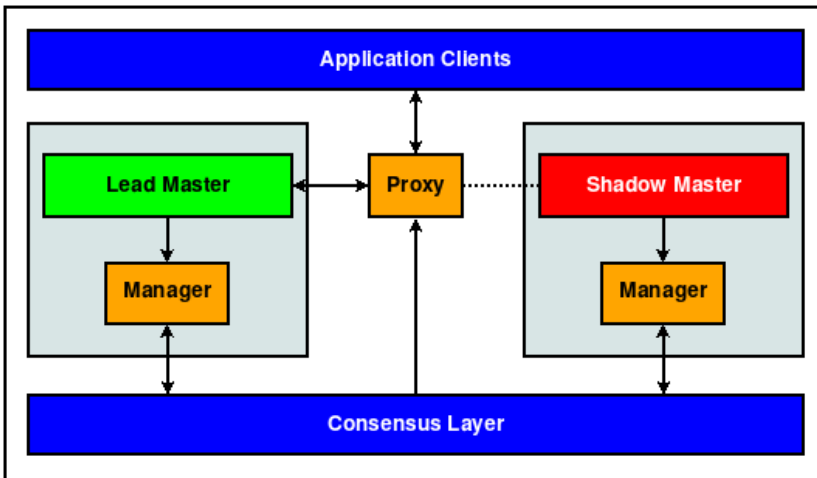 Application Clients
Lead Master
Proxy
Shadow Master
Manager
Manager
Consensus Layer